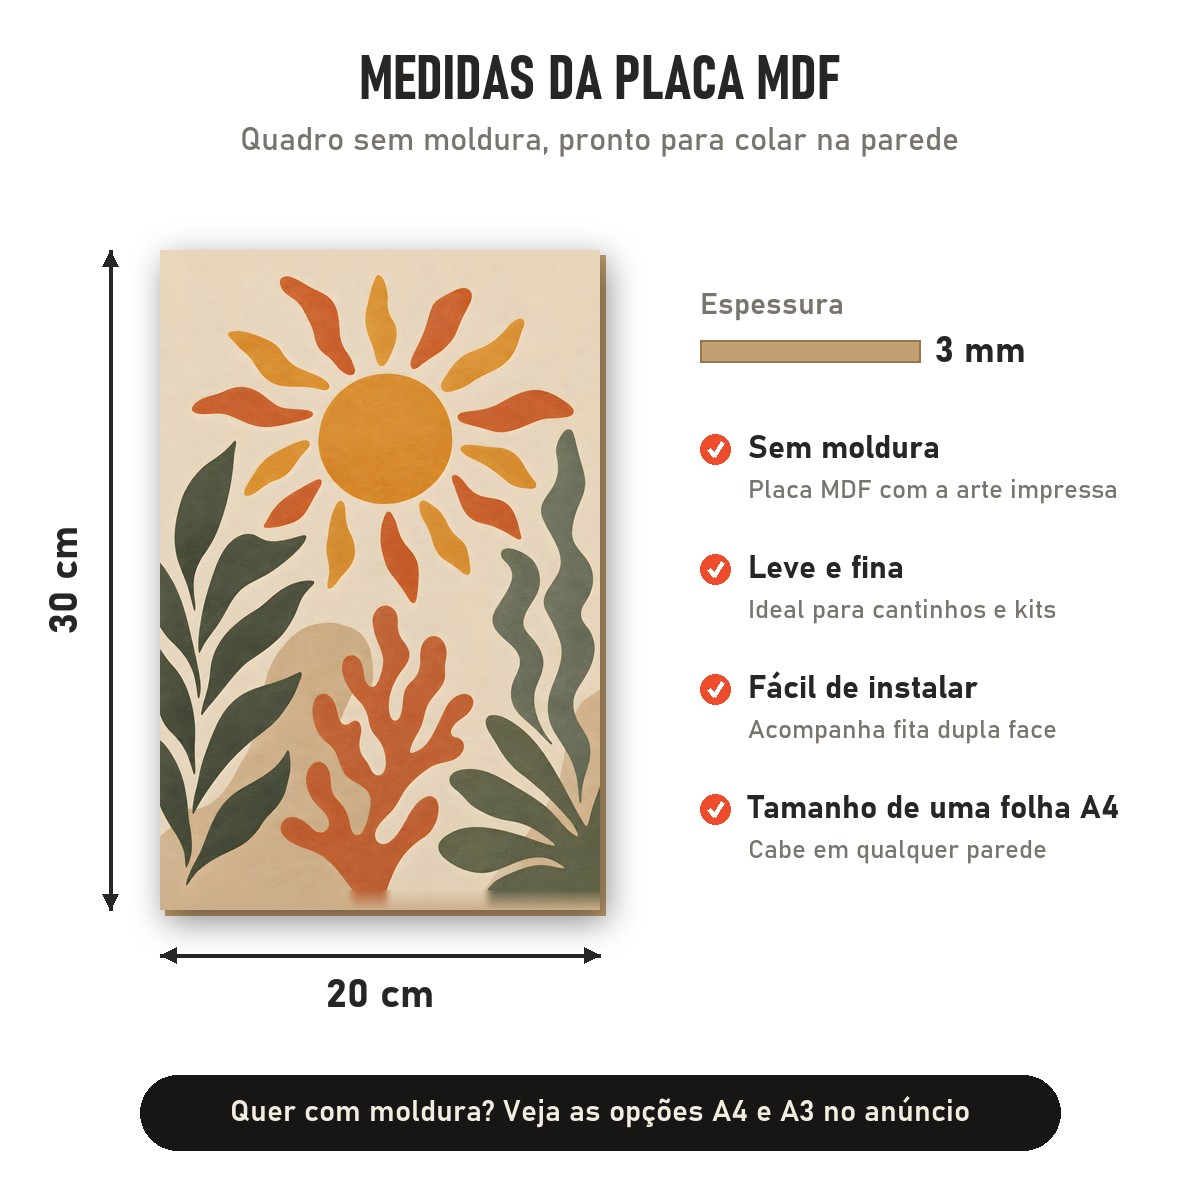 MEDIDAS DA PLACA MDF
Quadro sem moldura, pronto para colar na parede
30 cm
20 cm
Espessura
3 mm
Sem moldura
Placa MDF com a arte impressa
Leve e fina
Ideal para cantinhos e kits
Fácil de instalar
Acompanha fita dupla face
Tamanho de uma folha A4
Cabe em qualquer parede
Quer com moldura? Veja as opções A4 e A3 no anúncio